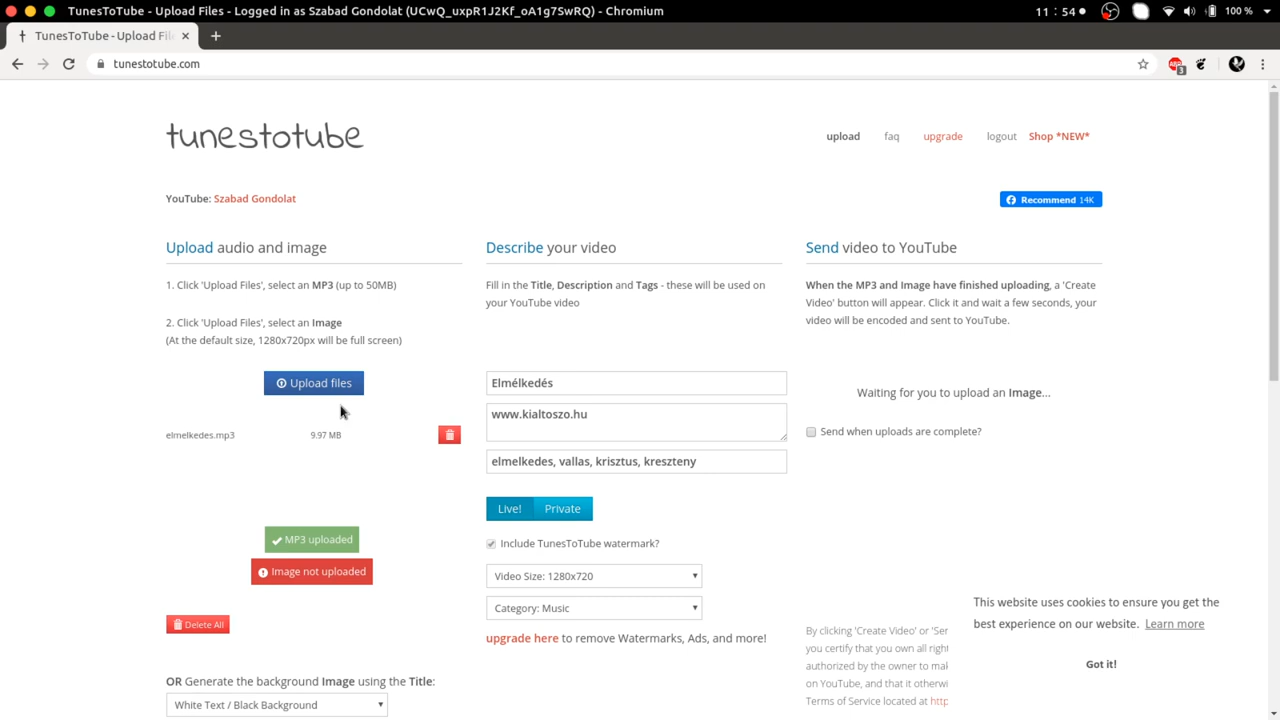 TunesToTube - Upload Files - Logged in as Szabad Gondolat (UCwQ_uxpR1J2Kf_oA1g7SwRQ) - Chromium
11:54
100 %
TunesToTube - Upload File
tunestotube.com
3
tunestotube
upload
faq
upgrade
logout
Shop *NEW*
YouTube: Szabad Gondolat
Recommend 14K
Upload audio and image
1. Click 'Upload Files', select an MP3 (up to 50MB)
2. Click 'Upload Files', select an Image
(At the default size, 1280x720px will be full screen)
Upload files
elmelkedes.mp3
9.97 MB
MP3 uploaded
Image not uploaded
Delete All
OR Generate the background Image using the Title:
White Text / Black Background
Describe your video
Fill in the Title, Description and Tags - these will be used on
your YouTube video
Elmélkedés
www.kialtoszo.hu
elmelkedes, vallas, krisztus, kreszteny
Live!
Private
Include TunesToTube watermark?
Video Size: 1280x720
Category: Music
upgrade here to remove Watermarks, Ads, and more!
Send video to YouTube
When the MP3 and Image have finished uploading, a 'Create
Video' button will appear. Click it and wait a few seconds, your
video will be encoded and sent to YouTube.
Waiting for you to upload an Image...
Send when uploads are complete?
By clicking 'Create Video' or 'Ser
you certify that you own all right
authorized by the owner to mak
on YouTube, and that it otherwi
Terms of Service located at http
This website uses cookies to ensure you get the
best experience on our website. Learn more
Got it!